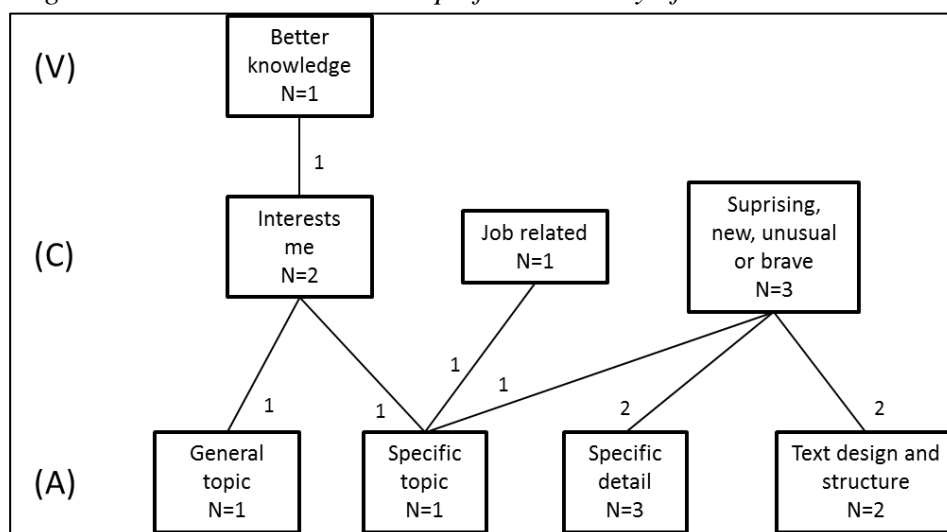 (V)
Better
knowledge
N=1
1
(C)
Interests
me
N=2
Job related
N=1
Suprising,
new, unusual
or brave
N=3
1
1
1
1
2
2
(A)
General
topic
N=1
Specific
topic
N=1
Specific
detail
N=3
Text design and
structure
N=2